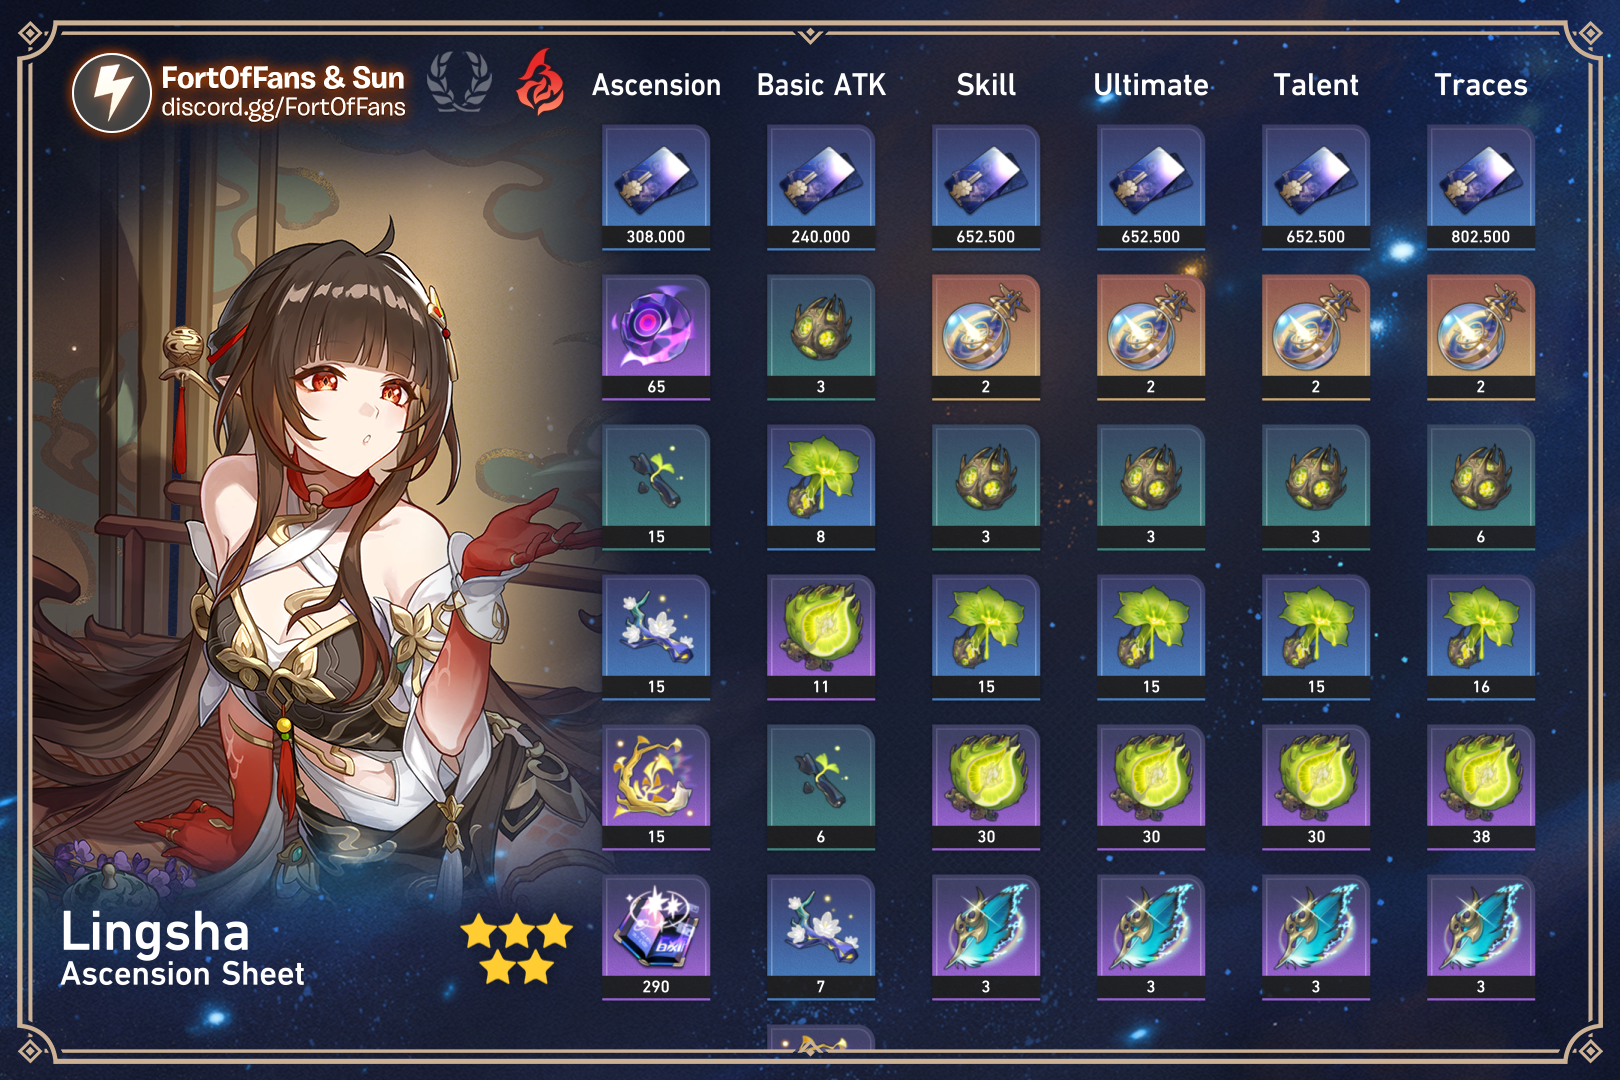 FortOfFans & Sun
discord.gg/FortOfFans
Ascension Basic ATK Skill Ultimate Talent Traces
308.000 240.000 652.500 652.500 652.500 802.500
65 3 2 2 2 2
15 8 3 3 3 6
15 11 15 15 15 16
15 6 30 30 30 38
290 7 3 3 3 3
Lingsha
Ascension Sheet